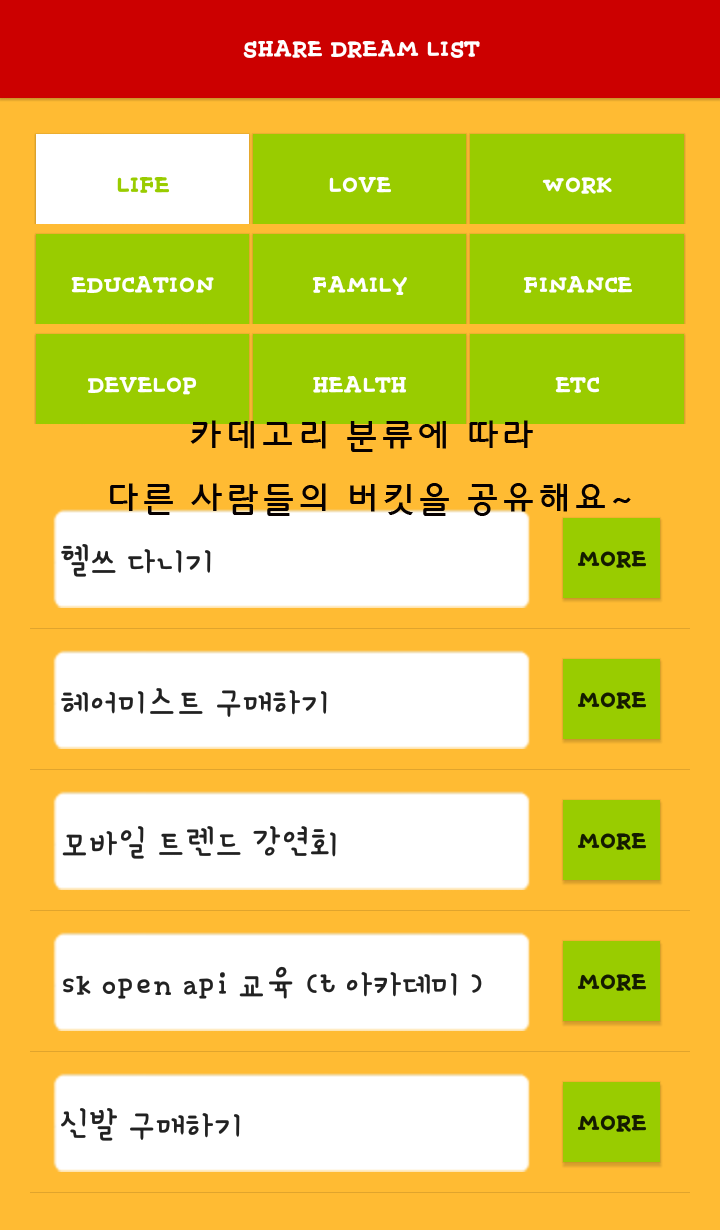 SHARE DREAM LIST
LIFE LOVE WORK
EDUCATION FAMILY FINANCE
DEVELOP HEALTH ETC
카데고리 분류에 따라
다른 사람들의 버킷을 공유해요~
헬쓰 다니기 MORE
헤어미스트 구매하기 MORE
모바일 트렌드 강연회 MORE
sk open api 교육 (t 아카데미 ) MORE
신발 구매하기 MORE